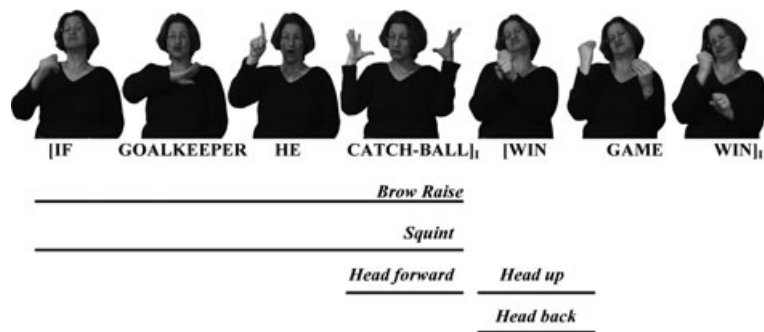 [IF GOALKEEPER HE CATCH-BALL]I [WIN GAME WIN]I
Brow Raise
Squint
Head forward Head up
Head back